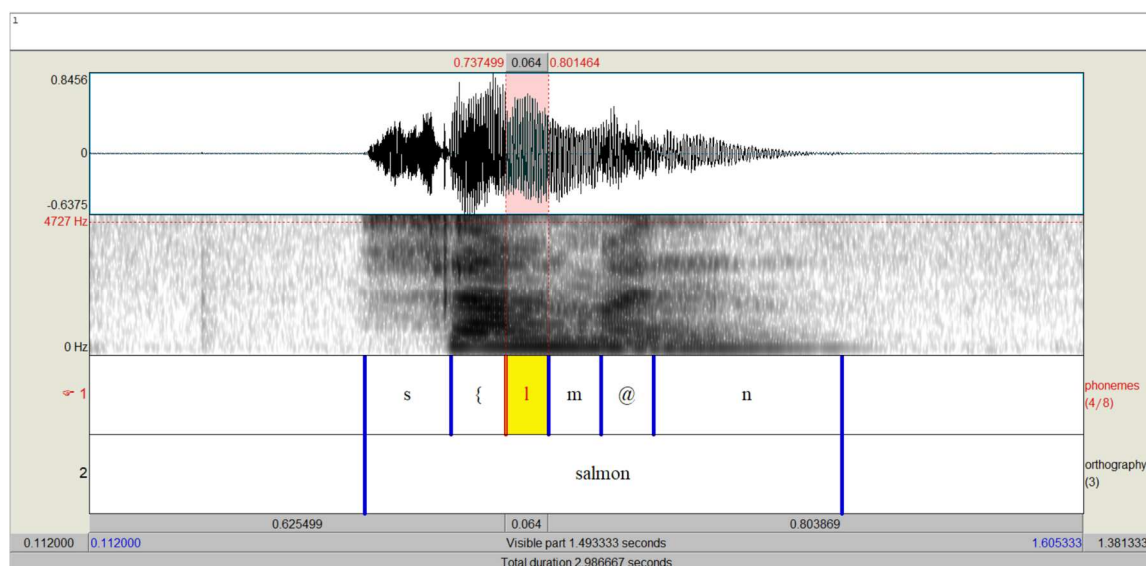 1
0.737499 0.064 0.801464
0.8456
0
-0.6375
4727 Hz
0 Hz
1 s { l m @ n phonemes
(4/8)
2 salmon orthography
(3)
0.625499 0.064 0.803869
0.112000 0.112000 Visible part 1.493333 seconds 1.605333 1.381333
Total duration 2.986667 seconds